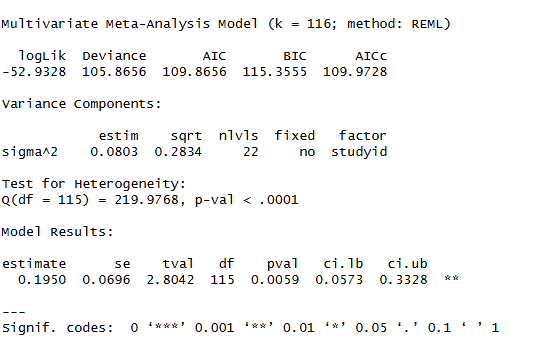 Multivariate Meta-Analysis Model (k = 116; method: REML)
logLik Deviance AIC BIC AICc
-52.9328 105.8656 109.8656 115.3555 109.9728
Variance Components:
estim sqrt nlvls fixed factor
sigma^2 0.0803 0.2834 22 no studyid
Test for Heterogeneity:
Q(df = 115) = 219.9768, p-val < .0001
Model Results:
estimate se tval df pval ci.lb ci.ub
0.1950 0.0696 2.8042 115 0.0059 0.0573 0.3328 **
---
Signif. codes: 0 ‘***’ 0.001 ‘**’ 0.01 ‘*’ 0.05 ‘.’ 0.1 ‘ ’ 1